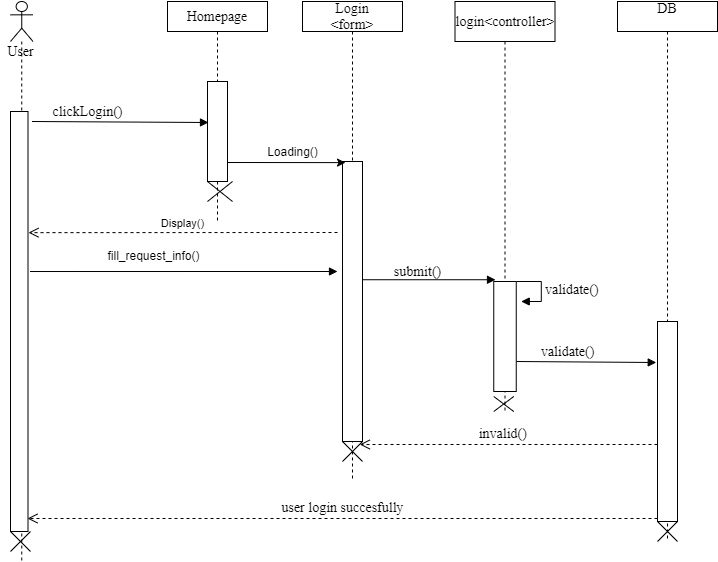 User
Homepage
Login
<form>
login<controller>
DB
clickLogin()
Loading()
Display()
fill_request_info()
submit()
validate()
validate()
invalid()
user login succesfully